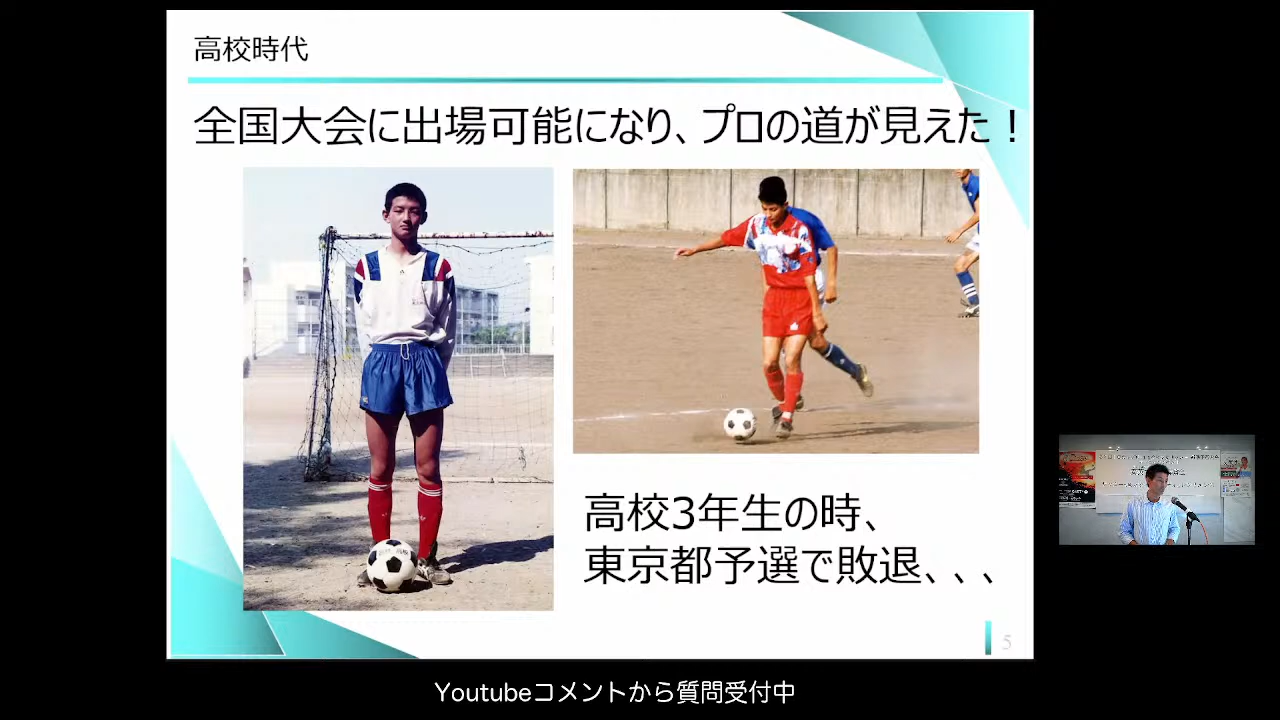 高校時代
全国大会に出場可能になり、プロの道が見えた！
高校3年生の時、
東京都予選で敗退、、、
5
Youtubeコメントから質問受付中